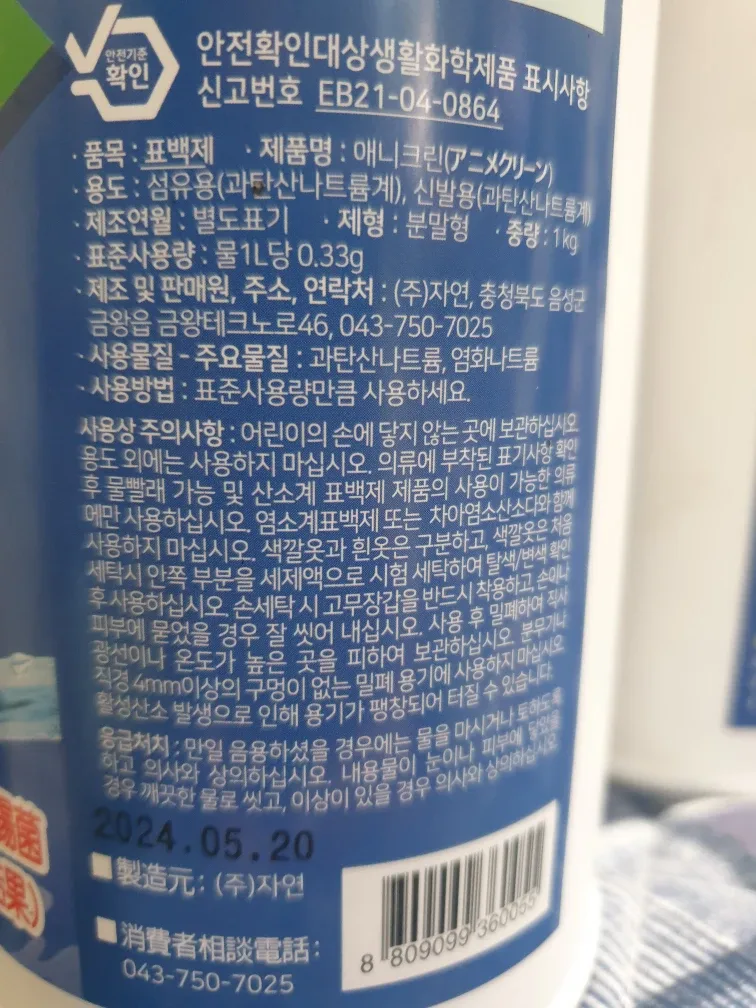 안전기준
확인
안전확인대상생활화학제품 표시사항
신고번호 EB21-04-0864
· 품목 : 표백제 · 제품명 : 애니크린(アニメクリーン)
· 용도 : 섬유용(과탄산나트륨계), 신발용(과탄산나트륨계)
· 제조연월 : 별도표기 · 제형 : 분말형 · 중량 : 1kg
· 표준사용량 : 물1L당 0.33g
· 제조 및 판매원, 주소, 연락처 : (주)자연, 충청북도 음성군
금왕읍 금왕테크노로46, 043-750-7025
· 사용물질 - 주요물질 : 과탄산나트륨, 염화나트륨
· 사용방법 : 표준사용량만큼 사용하세요.
사용상 주의사항 : 어린이의 손에 닿지 않는 곳에 보관하십시오.
용도 외에는 사용하지 마십시오. 의류에 부착된 표기사항 확인
후 물빨래 가능 및 산소계 표백제 제품의 사용이 가능한 의류
에만 사용하십시오. 염소계표백제 또는 차아염소산소다와 함께
사용하지 마십시오. 색깔옷과 흰옷은 구분하고, 색깔옷은 처음
세탁시 안쪽 부분을 세제액으로 시험 세탁하여 탈색/변색 확인
후 사용하십시오. 손세탁 시 고무장갑을 반드시 착용하고, 손이나
피부에 묻었을 경우 잘 씻어 내십시오. 사용 후 밀폐하여 직사
광선이나 온도가 높은 곳을 피하여 보관하십시오. 분무기나
직경 4mm이상의 구멍이 없는 밀폐 용기에 사용하지 마십시오.
활성산소 발생으로 인해 용기가 팽창되어 터질 수 있습니다.
응급처치 : 만일 음용하셨을 경우에는 물을 마시거나 토하도록
하고 의사와 상의하십시오. 내용물이 눈이나 피부에 닿았을
경우 깨끗한 물로 씻고, 이상이 있을 경우 의사와 상의하십시오.
2024.05.20
製造元 : (주)자연
消費者相談電話 :
043-750-7025
8 809099 360055
菌
果)